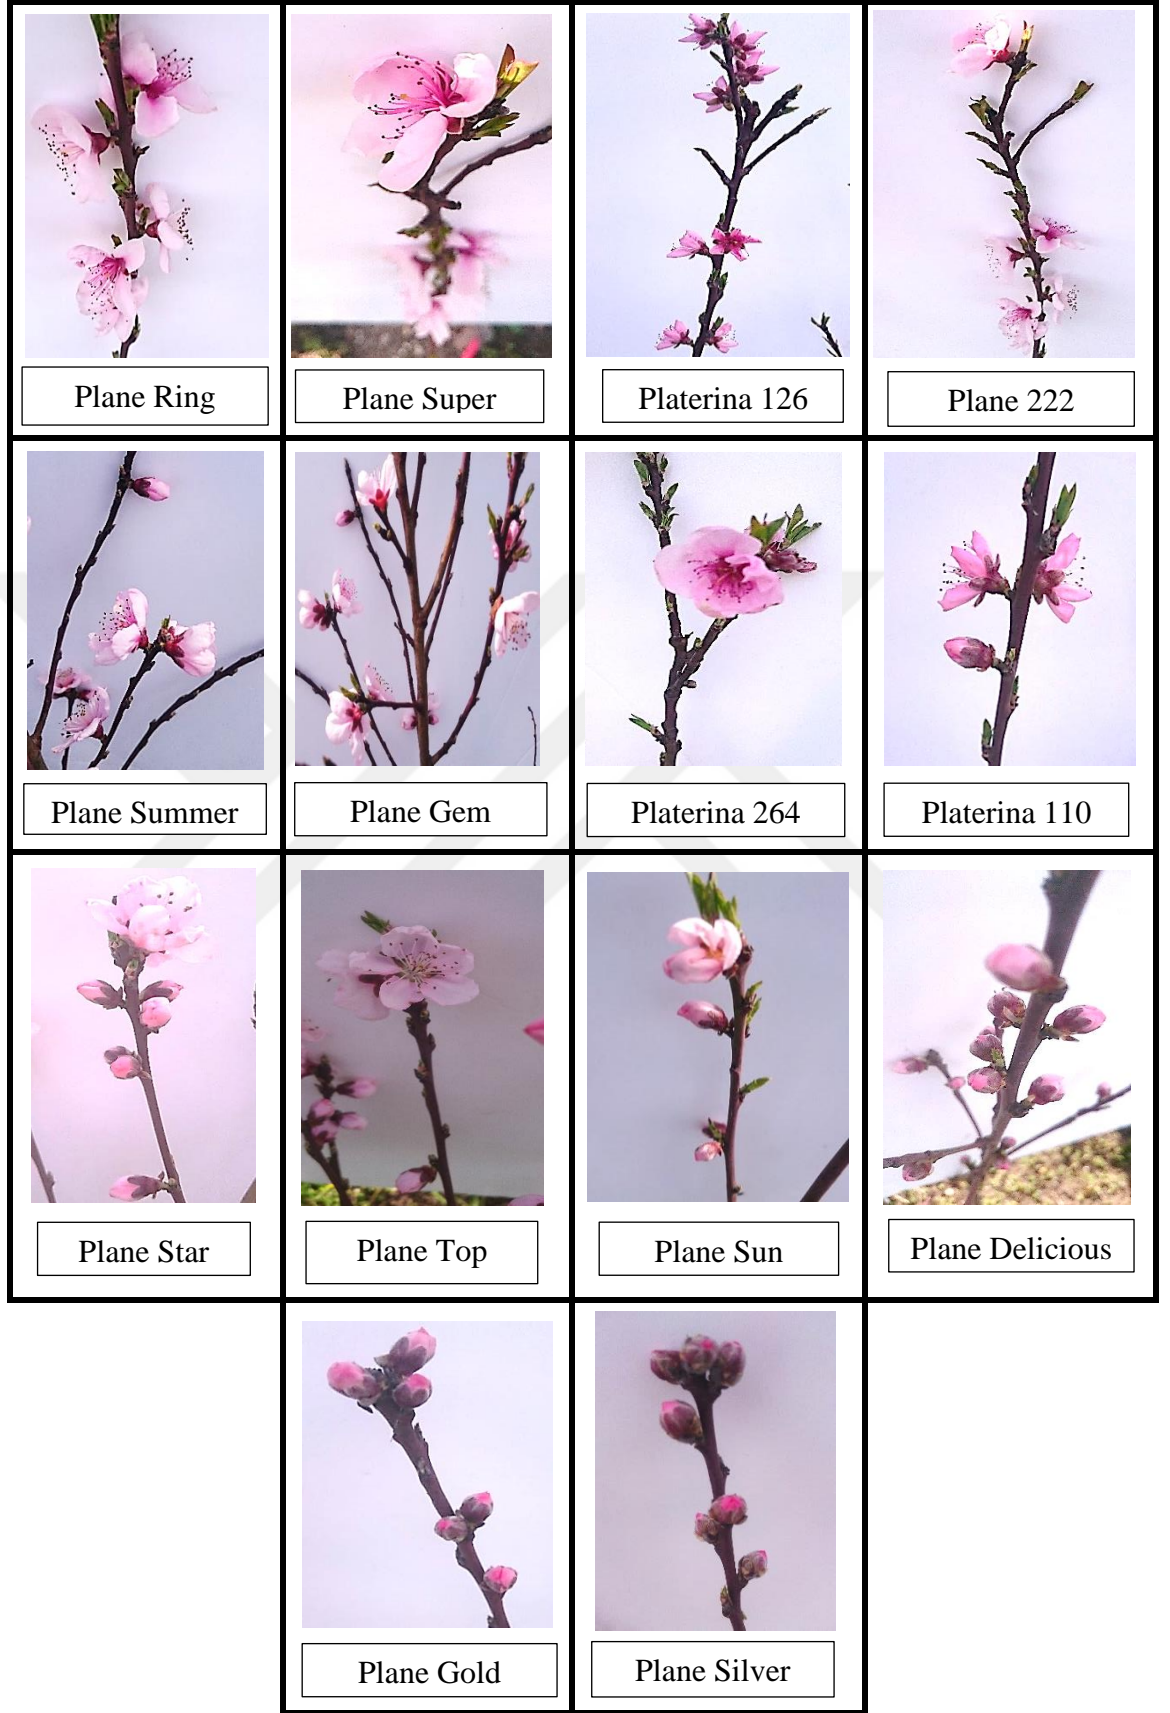 Plane Ring
Plane Super
Platerina 126
Plane 222
Plane Summer
Plane Gem
Platerina 264
Platerina 110
Plane Star
Plane Top
Plane Sun
Plane Delicious
Plane Gold
Plane Silver